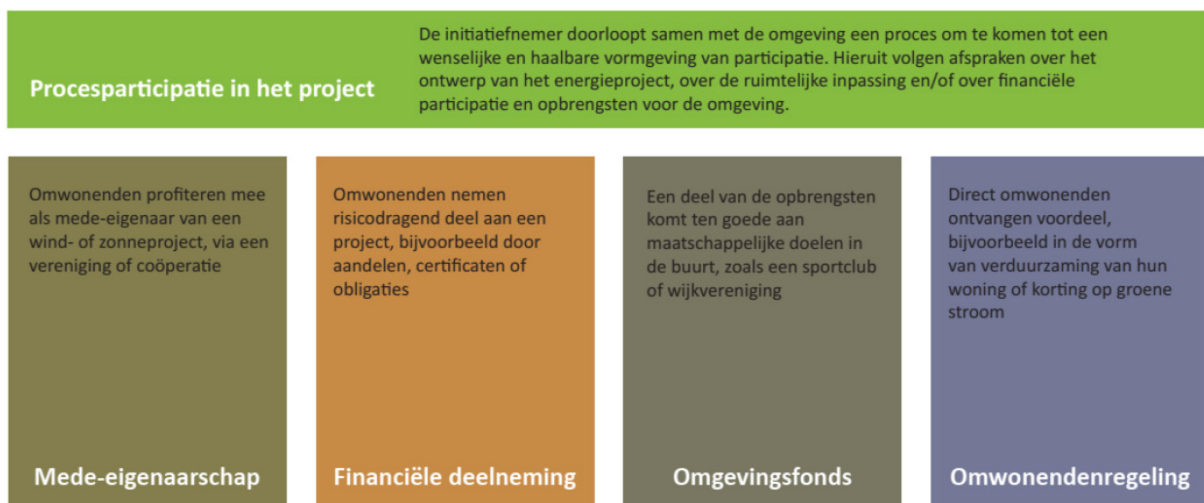 Procesparticipatie in het project
De initiatiefnemer doorloopt samen met de omgeving een proces om te komen tot een
wenselijke en haalbare vormgeving van participatie. Hieruit volgen afspraken over het
ontwerp van het energieproject, over de ruimtelijke inpassing en/of over financiële
participatie en opbrengsten voor de omgeving.
Omwonenden profiteren mee
als mede-eigenaar van een
wind- of zonneproject, via een
vereniging of coöperatie
Mede-eigenaarschap
Omwonenden nemen
risicodragend deel aan een
project, bijvoorbeeld door
aandelen, certificaten of
obligaties
Financiële deelneming
Een deel van de opbrengsten
komt ten goede aan
maatschappelijke doelen in
de buurt, zoals een sportclub
of wijkvereniging
Omgevingsfonds
Direct omwonenden
ontvangen voordeel,
bijvoorbeeld in de vorm
van verduurzaming van hun
woning of korting op groene
stroom
Omwonendenregeling